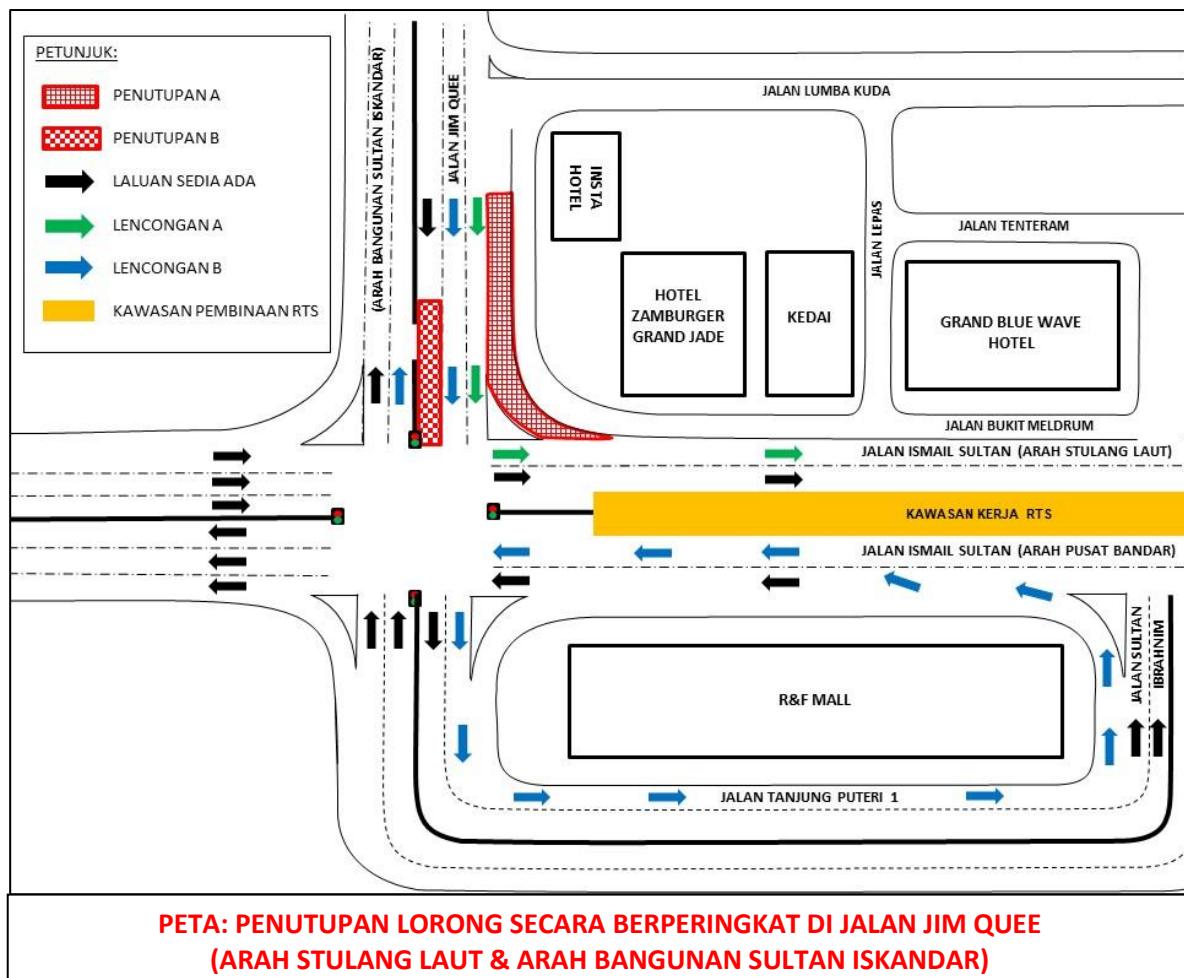 PETUNJUK:
PENUTUPAN A
PENUTUPAN B
LALUAN SEDIA ADA
LENCONGAN A
LENCONGAN B
KAWASAN PEMBINAAN RTS
(ARAH BANGUNAN SULTAN ISKANDAR)
JALAN JIM QUEE
JALAN LUMBA KUDA
INSTA
HOTEL
JALAN LEPAS
JALAN TENTERAM
HOTEL
ZAMBURGER
GRAND JADE
KEDAI
GRAND BLUE WAVE
HOTEL
JALAN BUKIT MELDRUM
JALAN ISMAIL SULTAN (ARAH STULANG LAUT)
KAWASAN KERJA RTS
JALAN ISMAIL SULTAN (ARAH PUSAT BANDAR)
JALAN SULTAN
IBRAHNIM
R&F MALL
JALAN TANJUNG PUTERI 1
PETA: PENUTUPAN LORONG SECARA BERPERINGKAT DI JALAN JIM QUEE
(ARAH STULANG LAUT & ARAH BANGUNAN SULTAN ISKANDAR)